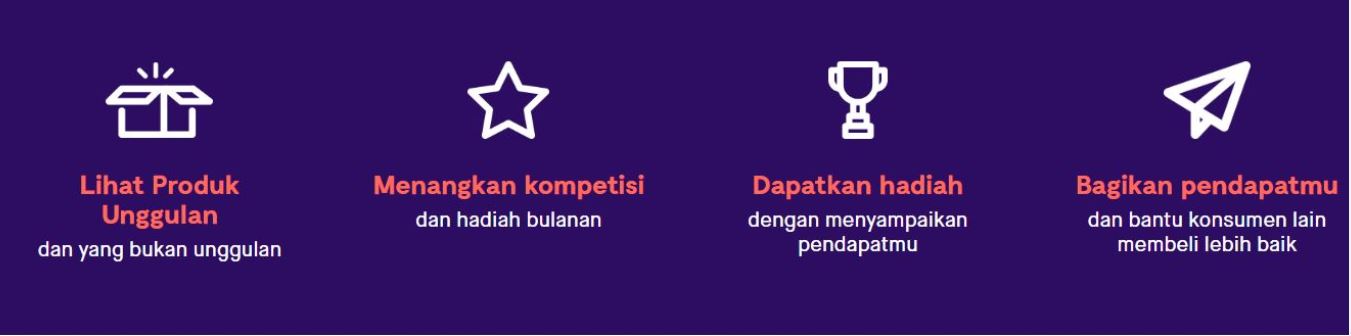 Lihat Produk
Unggulan
dan yang bukan unggulan
Menangkan kompetisi
dan hadiah bulanan
Dapatkan hadiah
dengan menyampaikan
pendapatmu
Bagikan pendapatmu
dan bantu konsumen lain
membeli lebih baik